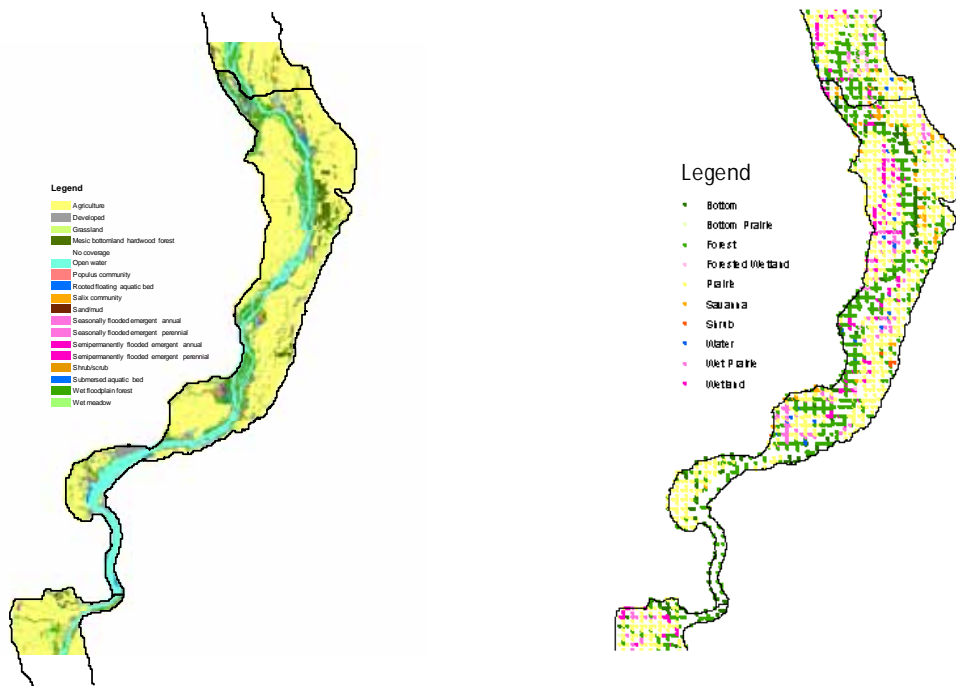 Legend
Agriculture
Developed
Grassland
Mesic bottomland hardwood forest
No coverage
Open water
Populus community
Rooted floating aquatic bed
Salix community
Sand/mud
Seasonally flooded emergent annual
Seasonally flooded emergent perennial
Semipermanently flooded emergent annual
Semipermanently flooded emergent perennial
Shrub/scrub
Submersed aquatic bed
Wet floodplain forest
Wet meadow
Legend
Bottom
Bottom Prairie
Forest
Forested Wetland
Prairie
Savanna
Shrub
Water
Wet Prairie
Wetland